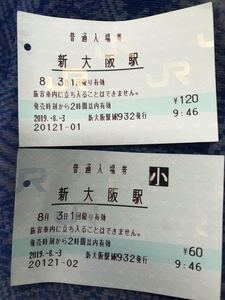 普通入場券
新大阪駅
8月3日1回限り有効
旅客車内に立ち入ることはできません。
発売時刻から2時間以内有効 ¥120
2019.-8.-3 新大阪駅F932発行 9:46
20121-01
普通入場券 小
新大阪駅
8月3日1回限り有効
旅客車内に立ち入ることはできません。
発売時刻から2時間以内有効 ¥60
2019.-8.-3 新大阪駅F932発行 9:46
20121-02